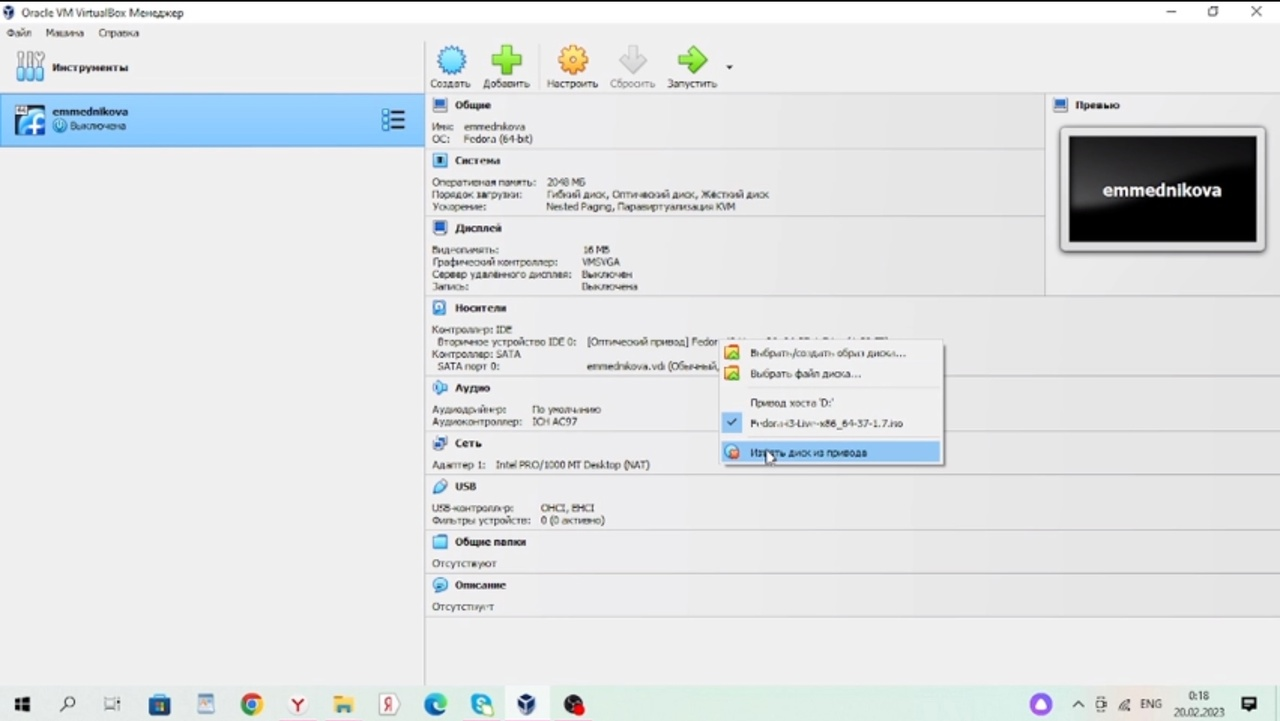 Oracle VM VirtualBox Менеджер
Файл Машина Справка
Инструменты
Создать Добавить Настроить Сбросить Запустить
64
emmednikova
Выключена
Общие
Имя: emmednikova
ОС: Fedora (64-bit)
Превью
emmednikova
Система
Оперативная память: 2048 МБ
Порядок загрузки: Гибкий диск, Оптический диск, Жёсткий диск
Ускорение: Nested Paging, Паравиртуализация KVM
Дисплей
Видеопамять: 16 МБ
Графический контроллер: VMSVGA
Сервер удалённого дисплея: Выключен
Запись: Выключена
Носители
Контроллер: IDE
Вторичное устройство IDE 0: [Оптический привод] Fedor
Контроллер: SATA
SATA порт 0: emmednikova.vdi (Обычный,
Выбрать/создать образ диска...
Выбрать файл диска...
Привод хоста 'D:'
Fedora-i3-Live-x86_64-37-1.7.iso
Изъять диск из привода
Аудио
Аудиодрайвер: По умолчанию
Аудиоконтроллер: ICH AC97
Сеть
Адаптер 1: Intel PRO/1000 MT Desktop (NAT)
USB
USB-контроллер: OHCI, EHCI
Фильтры устройств: 0 (0 активно)
Общие папки
Отсутствуют
Описание
Отсутствует
ENG
0:18
20.02.2023